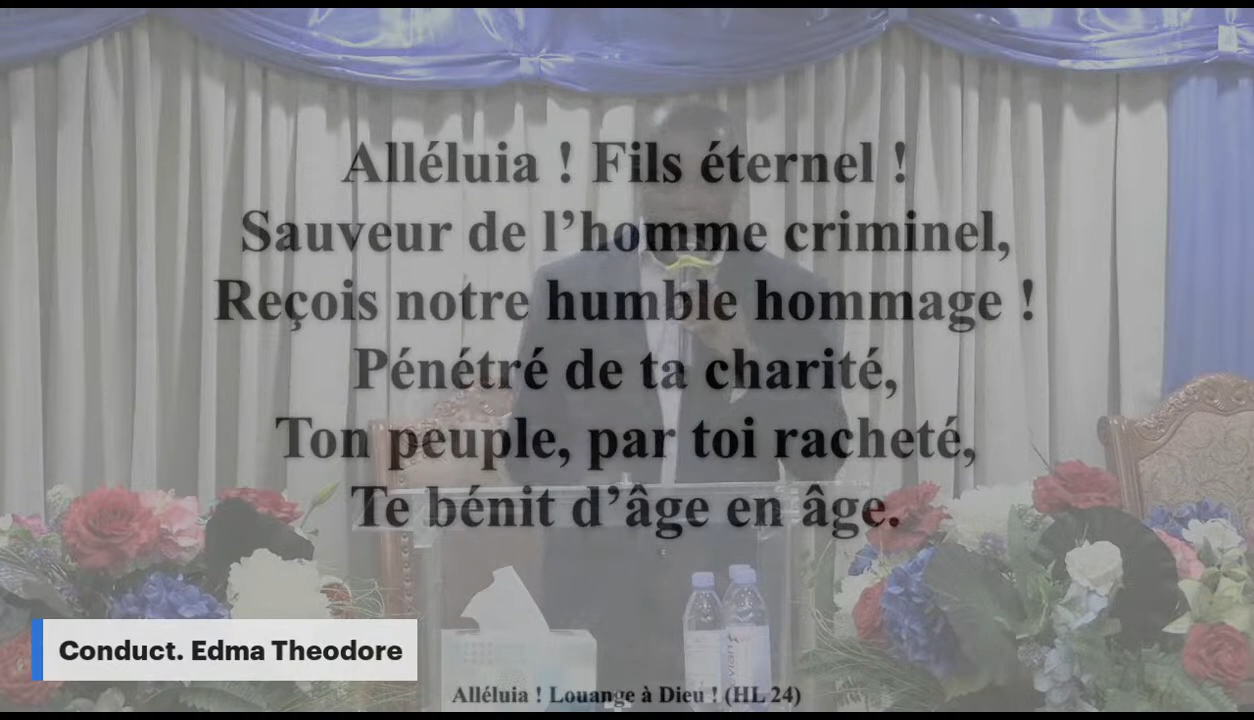 Alléluia ! Fils éternel !
Sauveur de l’homme criminel,
Reçois notre humble hommage !
Pénétré de ta charité,
Ton peuple, par toi racheté,
Te bénit d’âge en âge.
Conduct. Edma Theodore
evian
Alléluia ! Louange à Dieu ! (HL 24)